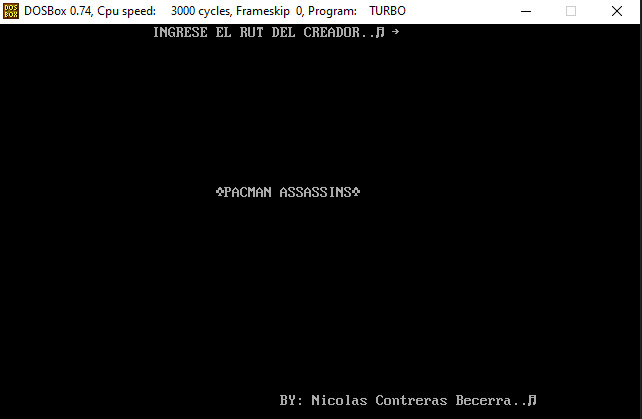 DOSBox 0.74, Cpu speed: 3000 cycles, Frameskip 0, Program: TURBO
INGRESE EL RUT DEL CREADOR..♫ →
♣PACMAN ASSASSINS♣
BY: Nicolas Contreras Becerra..♫